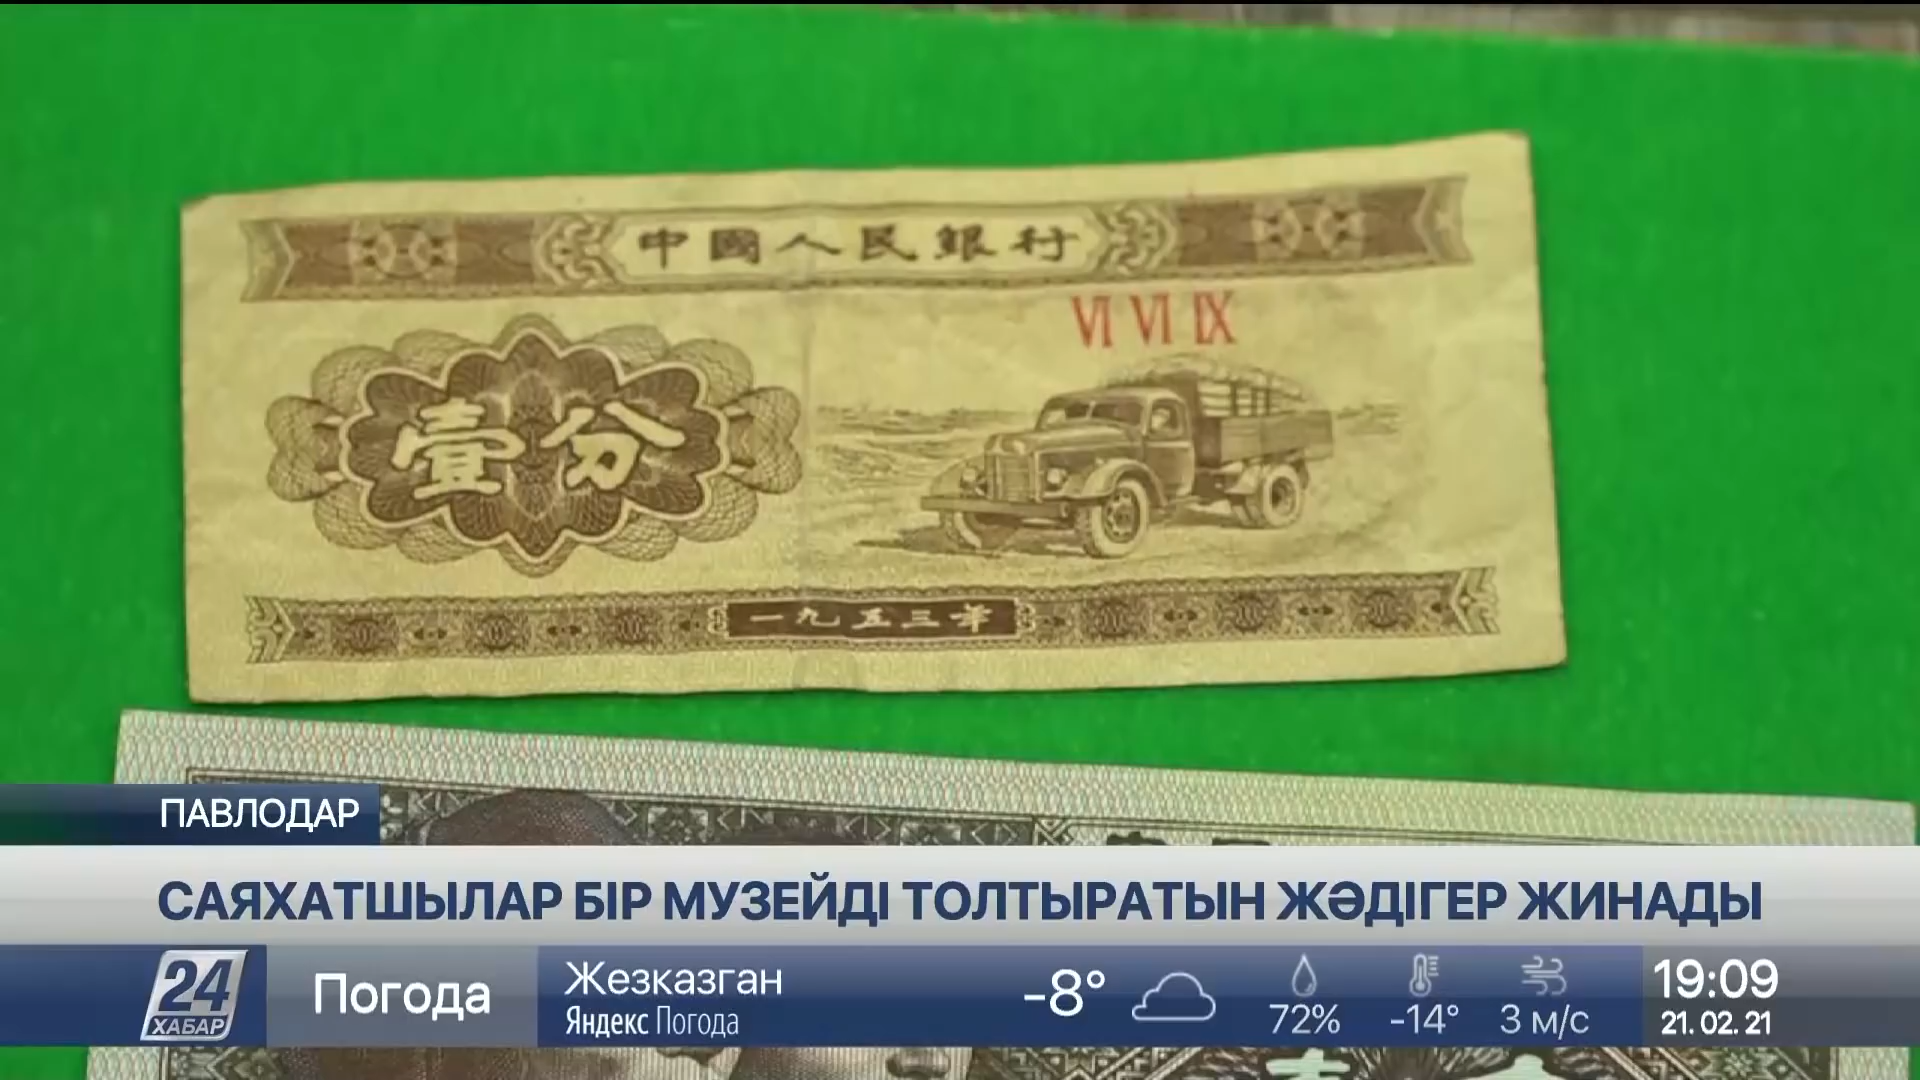 中國人民銀行
VI VI IX
壹分
一九五三年
ПАВЛОДАР
САЯХАТШЫЛАР БІР МУЗЕЙДІ ТОЛТЫРАТЫН ЖӘДІГЕР ЖИНАДЫ
24
ХАБАР
Погода
Жезказган
Яндекс Погода
-8°
72%
-14°
3 м/с
19:09
21. 02. 21